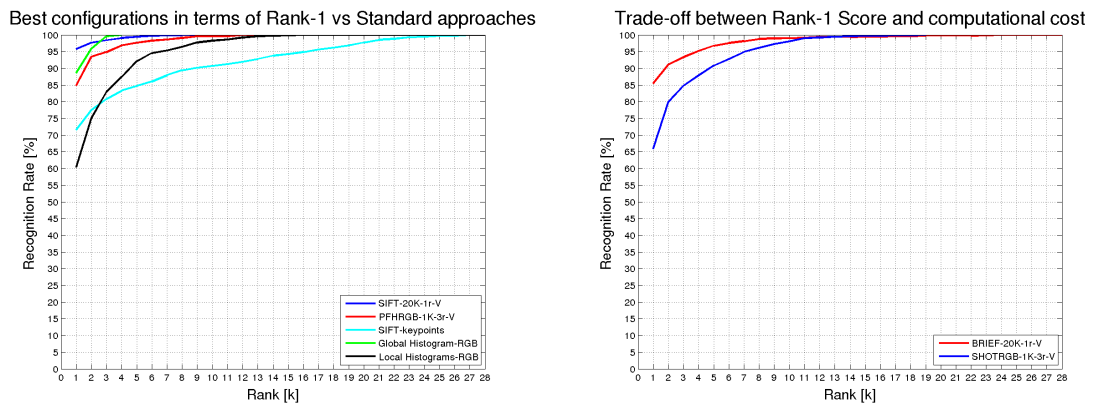 Best configurations in terms of Rank-1 vs Standard approaches
100
95
90
85
80
75
70
65
60
55
50
45
40
35
30
25
20
15
10
5
0
Recognition Rate [%]
0 1 2 3 4 5 6 7 8 9 10 11 12 13 14 15 16 17 18 19 20 21 22 23 24 25 26 27 28
Rank [k]
SIFT-20K-1r-V
PFHRGB-1K-3r-V
SIFT-keypoints
Global Histogram-RGB
Local Histograms-RGB
Trade-off between Rank-1 Score and computational cost
100
95
90
85
80
75
70
65
60
55
50
45
40
35
30
25
20
15
10
5
0
Recognition Rate [%]
0 1 2 3 4 5 6 7 8 9 10 11 12 13 14 15 16 17 18 19 20 21 22 23 24 25 26 27 28
Rank [k]
BRIEF-20K-1r-V
SHOTRGB-1K-3r-V